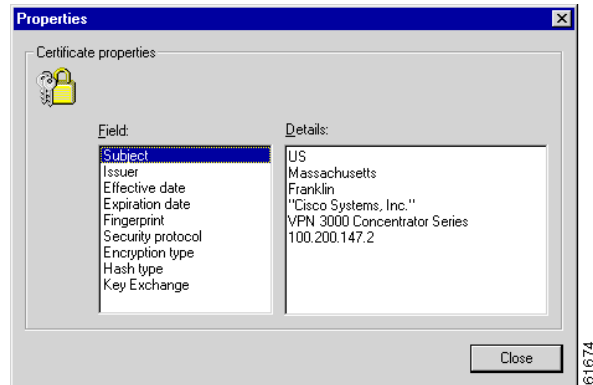 Properties
Certificate properties
Field:
Subject
Issuer
Effective date
Expiration date
Fingerprint
Security protocol
Encryption type
Hash type
Key Exchange
Details:
US
Massachusetts
Franklin
"Cisco Systems, Inc."
VPN 3000 Concentrator Series
100.200.147.2
Close
61674